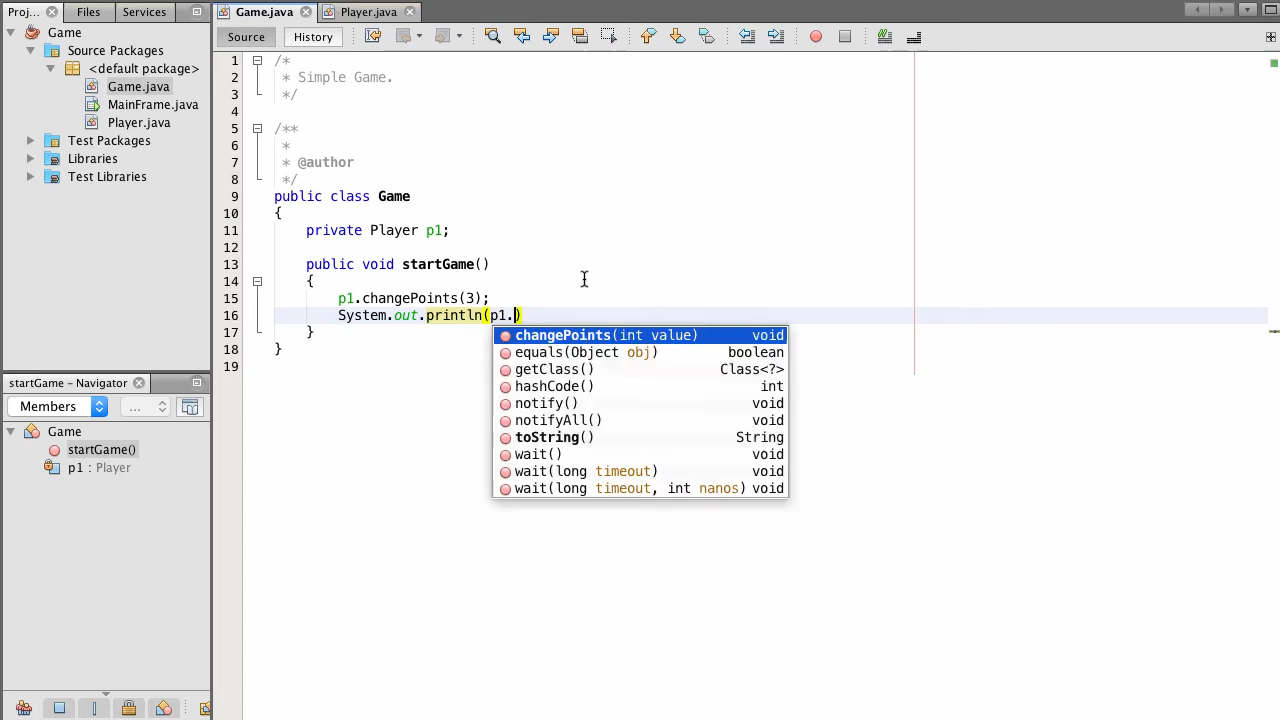 Proj... Files Services
Game
Source Packages
<default package>
Game.java
MainFrame.java
Player.java
Test Packages
Libraries
Test Libraries
startGame – Navigator
Members ...
Game
startGame()
p1 : Player
Game.java Player.java
Source History
1 /*
2 * Simple Game.
3 */
4
5 /**
6 *
7 * @author
8 */
9 public class Game
10 {
11 private Player p1;
12
13 public void startGame()
14 {
15 p1.changePoints(3);
16 System.out.println(p1.)
17 }
18 }
19
changePoints(int value) void
equals(Object obj) boolean
getClass() Class<?>
hashCode() int
notify() void
notifyAll() void
toString() String
wait() void
wait(long timeout) void
wait(long timeout, int nanos) void